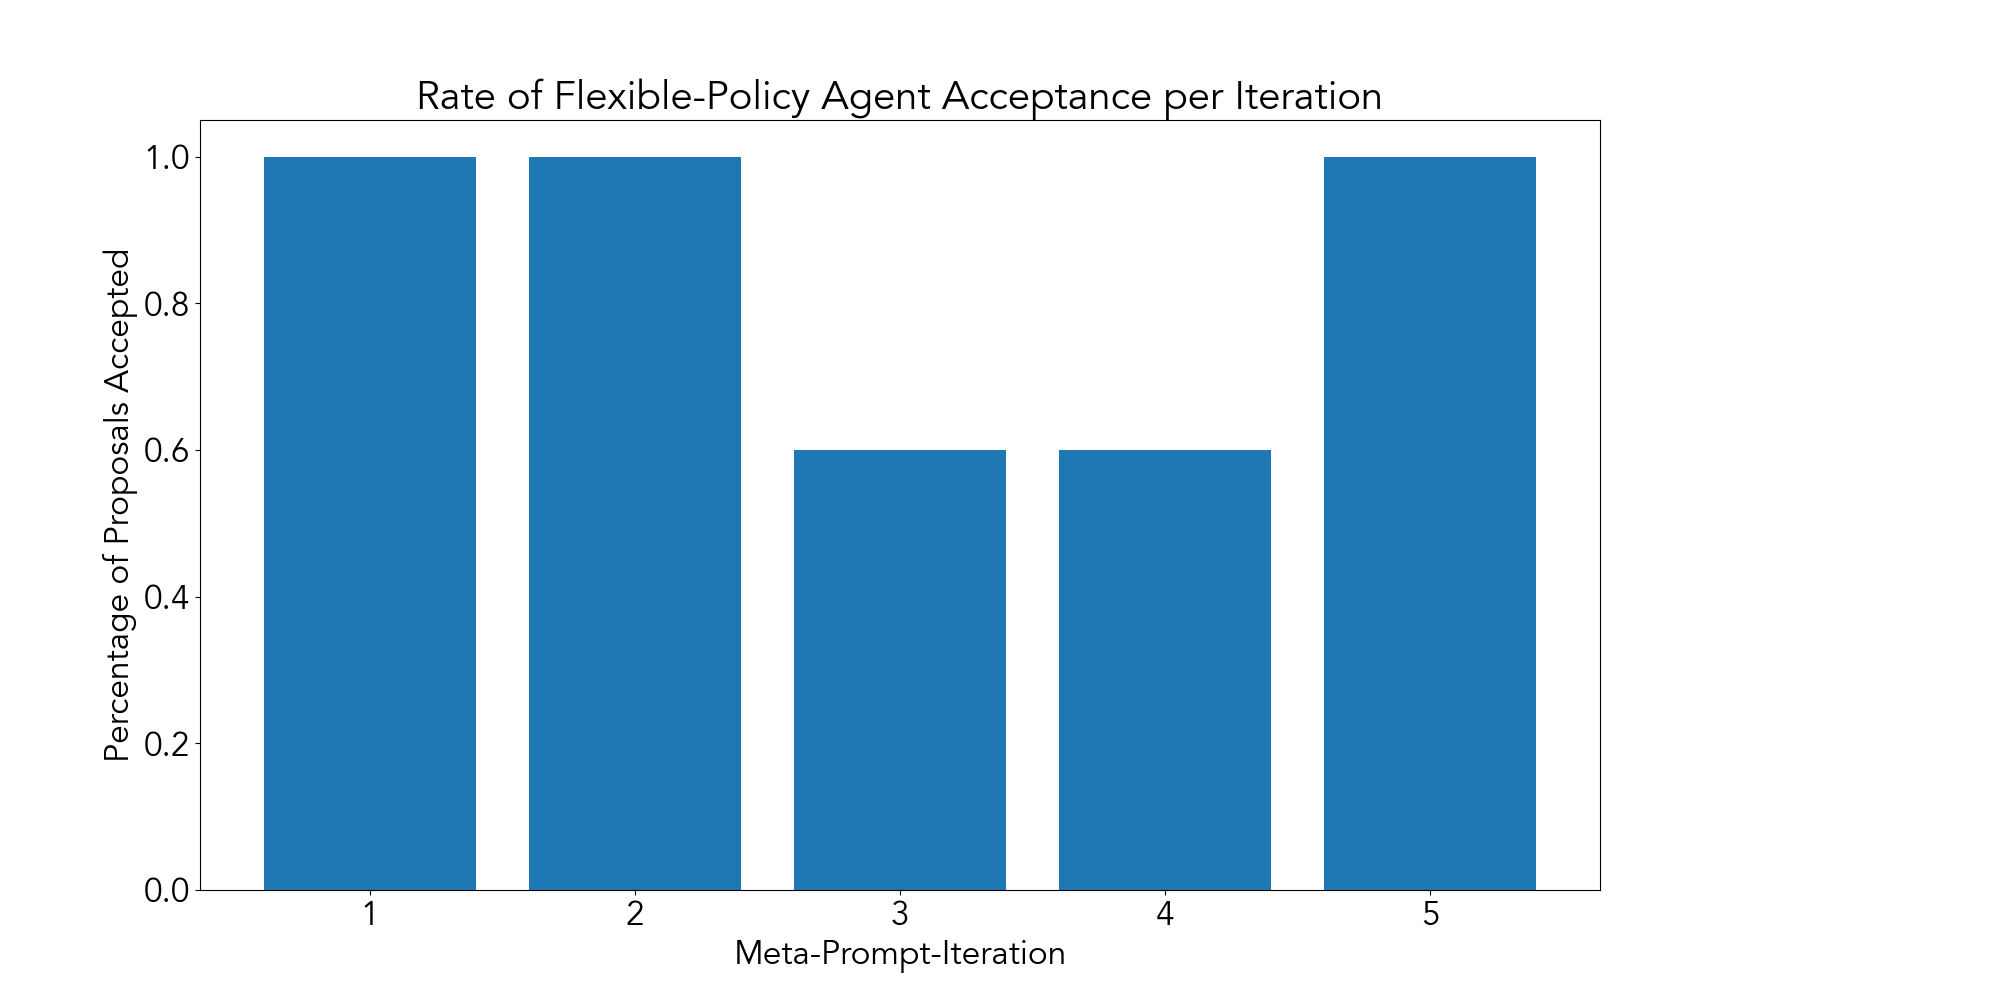 Rate of Flexible-Policy Agent Acceptance per Iteration
Percentage of Proposals Accepted
1.0
0.8
0.6
0.4
0.2
0.0
1 2 3 4 5
Meta-Prompt-Iteration